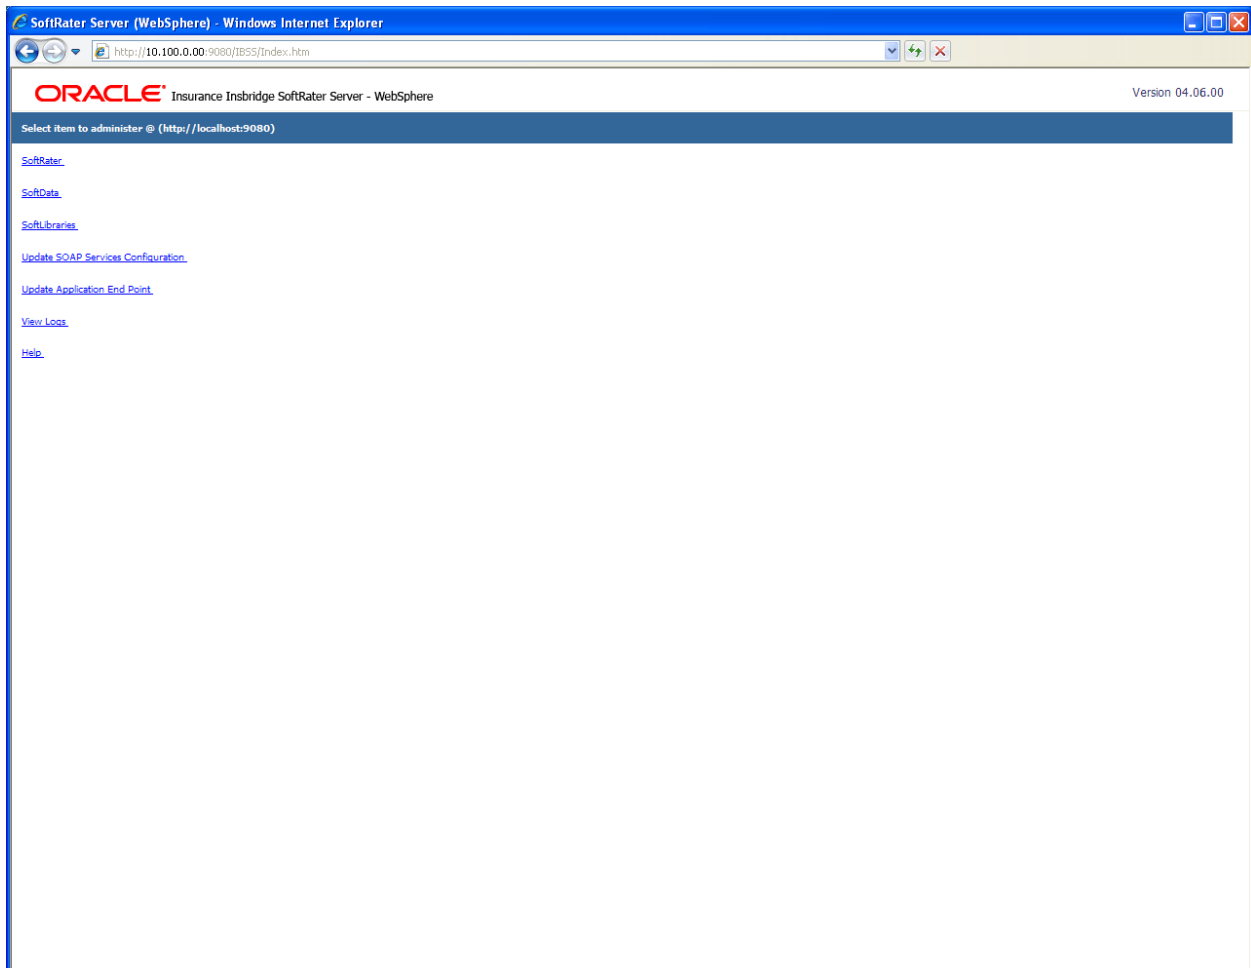 SoftRater Server (WebSphere) - Windows Internet Explorer
http://10.100.0.00:9080/IBSS/Index.htm
ORACLE® Insurance Insbridge SoftRater Server - WebSphere
Version 04.06.00
Select item to administer @ (http://localhost:9080)
SoftRater
SoftData
SoftLibraries
Update SOAP Services Configuration
Update Application End Point
View Logs
Help